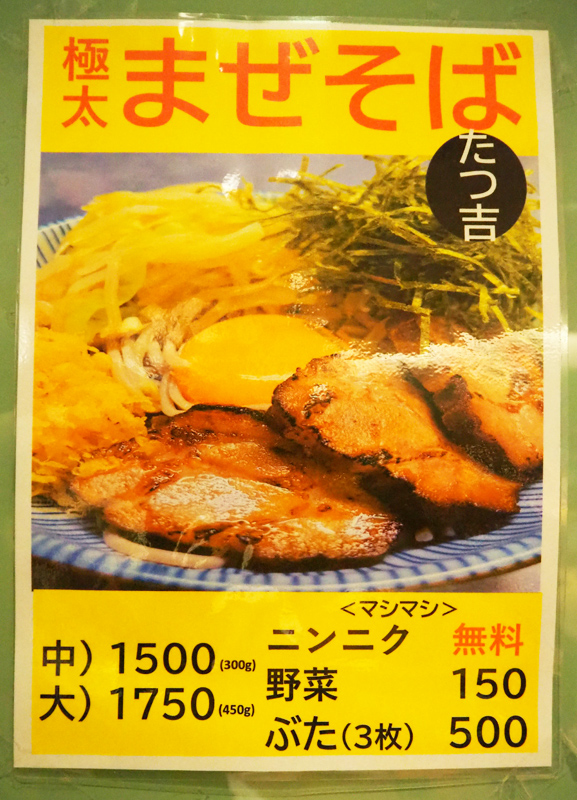 極太
まぜそば
たつ吉
中) 1500 (300g)
大) 1750 (450g)
<マシマシ>
ニンニク 無料
野菜 150
ぶた(3枚) 500